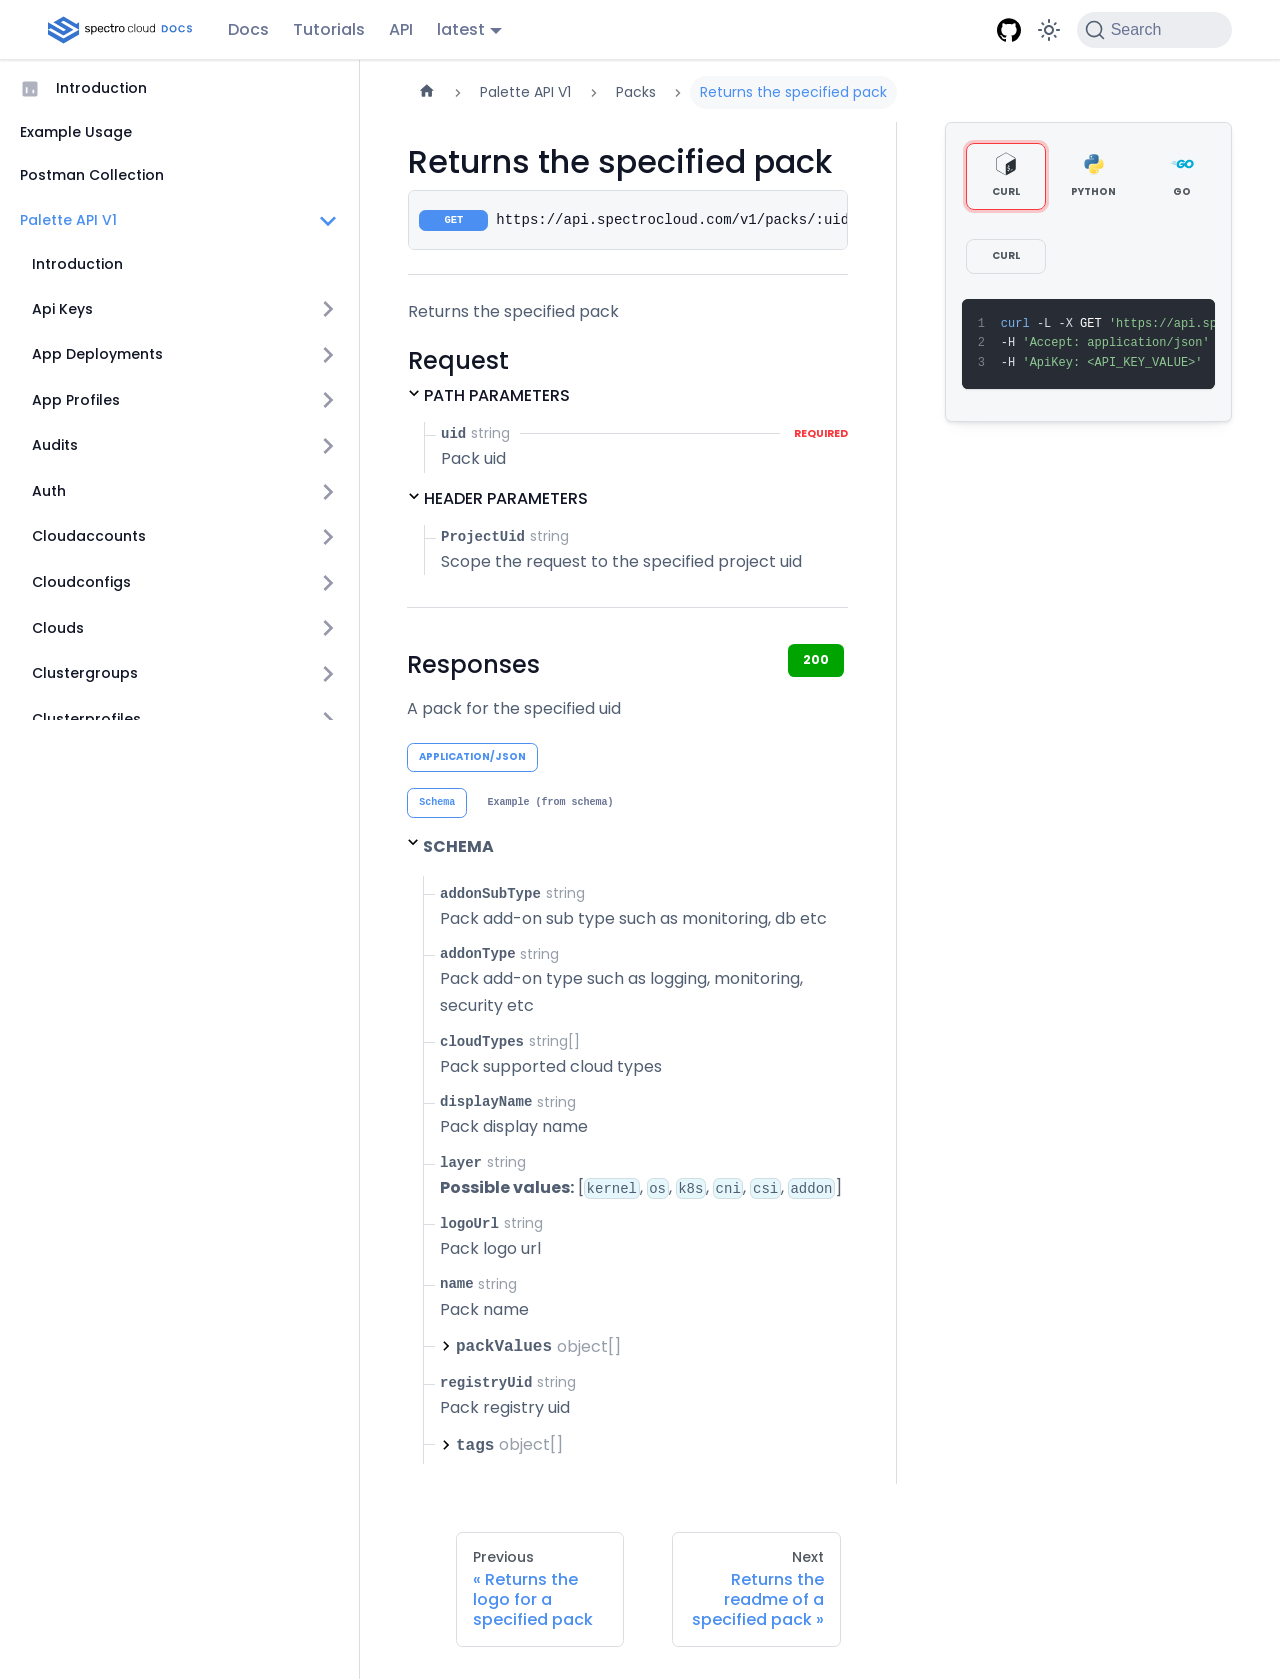 spectro cloud DOCS
Docs Tutorials API latest
Search
Introduction
Example Usage
Postman Collection
Palette API V1
Introduction
Api Keys
App Deployments
App Profiles
Audits
Auth
Cloudaccounts
Cloudconfigs
Clouds
Clustergroups
Clusterprofiles
Palette API V1 Packs Returns the specified pack
Returns the specified pack
GET https://api.spectrocloud.com/v1/packs/:uid
Returns the specified pack
Request
PATH PARAMETERS
uid string REQUIRED
Pack uid
HEADER PARAMETERS
ProjectUid string
Scope the request to the specified project uid
Responses
200
A pack for the specified uid
APPLICATION/JSON
Schema Example (from schema)
SCHEMA
addonSubType string
Pack add-on sub type such as monitoring, db etc
addonType string
Pack add-on type such as logging, monitoring,
security etc
cloudTypes string[]
Pack supported cloud types
displayName string
Pack display name
layer string
Possible values: [kernel, os, k8s, cni, csi, addon]
logoUrl string
Pack logo url
name string
Pack name
packValues object[]
registryUid string
Pack registry uid
tags object[]
CURL PYTHON GO
CURL
1 curl -L -X GET 'https://api.sp
2 -H 'Accept: application/json'
3 -H 'ApiKey: <API_KEY_VALUE>'
Previous
« Returns the
logo for a
specified pack
Next
Returns the
readme of a
specified pack »